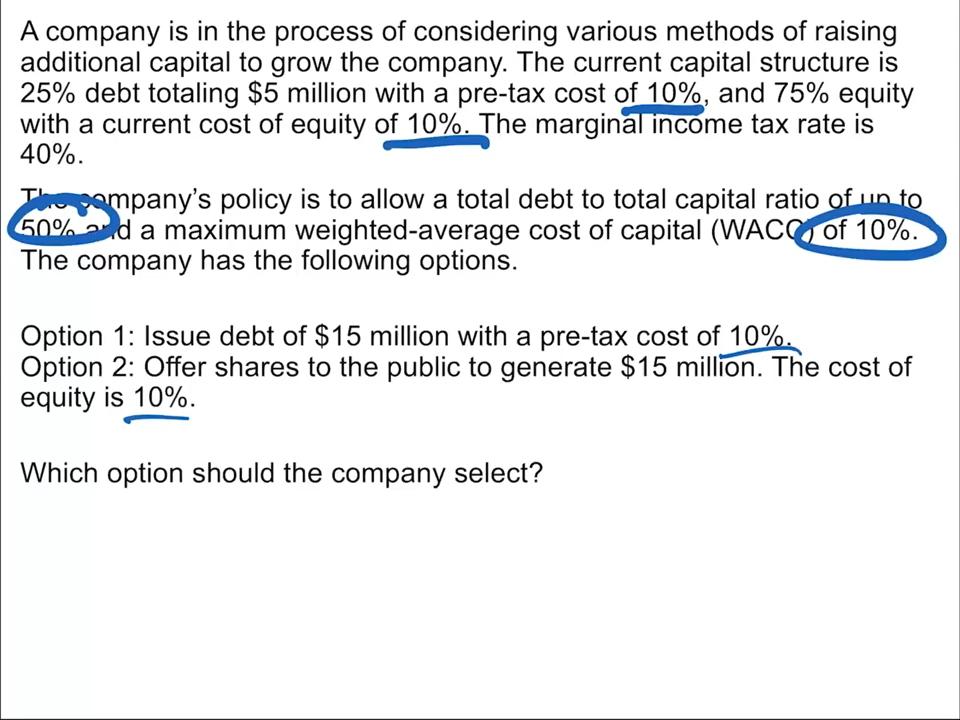 A company is in the process of considering various methods of raising
additional capital to grow the company. The current capital structure is
25% debt totaling $5 million with a pre-tax cost of 10%, and 75% equity
with a current cost of equity of 10%. The marginal income tax rate is
40%.
The company's policy is to allow a total debt to total capital ratio of up to
50% and a maximum weighted-average cost of capital (WACC) of 10%.
The company has the following options.
Option 1: Issue debt of $15 million with a pre-tax cost of 10%.
Option 2: Offer shares to the public to generate $15 million. The cost of
equity is 10%.
Which option should the company select?